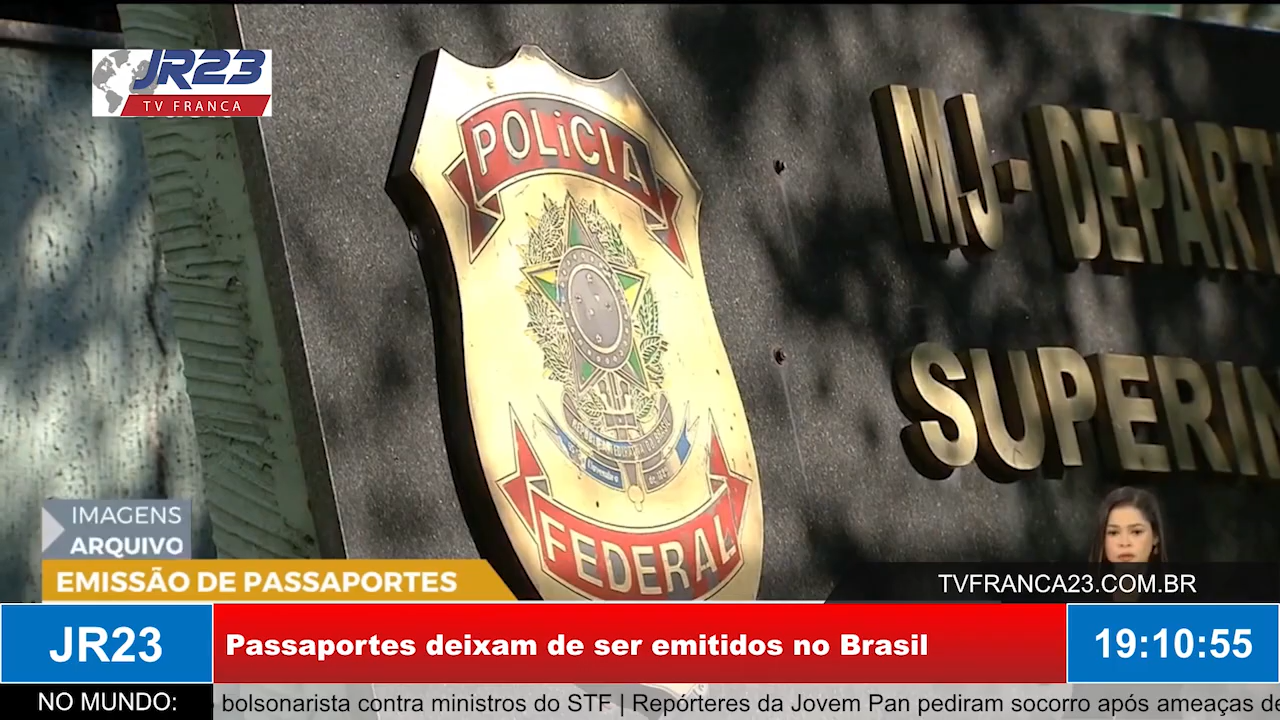 JR23
TV FRANCA
POLíCIA
FEDERAL
MJ-DEPART
SUPERIN
IMAGENS
ARQUIVO
EMISSÃO DE PASSAPORTES
TVFRANCA23.COM.BR
JR23
Passaportes deixam de ser emitidos no Brasil
19:10:55
NO MUNDO:
bolsonarista contra ministros do STF | Repórteres da Jovem Pan pediram socorro após ameaças de